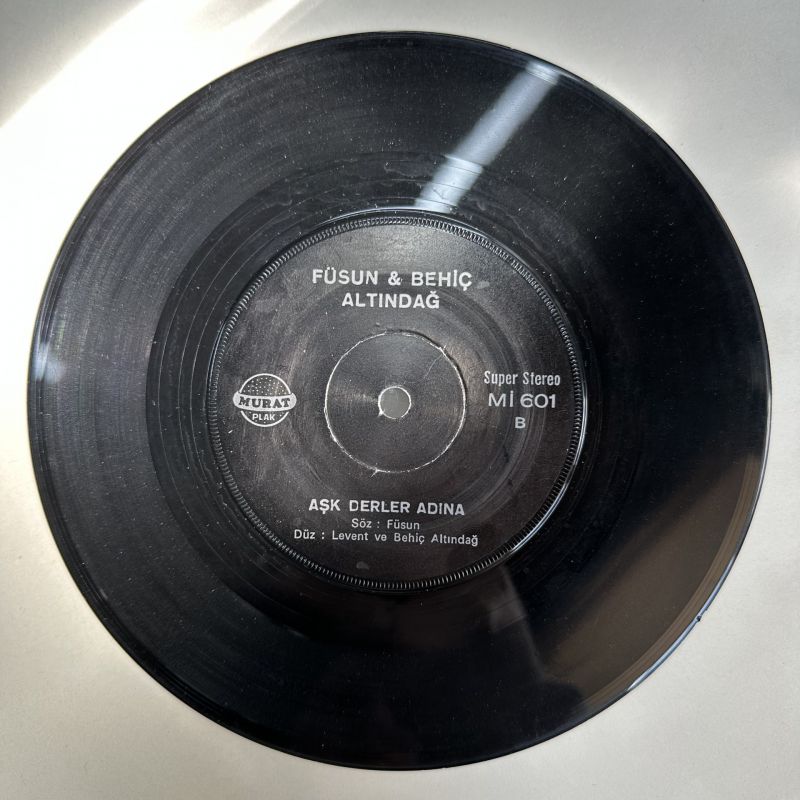 FÜSUN & BEHİÇ
ALTINDAĞ
MURAT
PLAK
Super Stereo
Mİ 601
B
AŞK DERLER ADINA
Söz : Füsun
Düz : Levent ve Behiç Altındağ